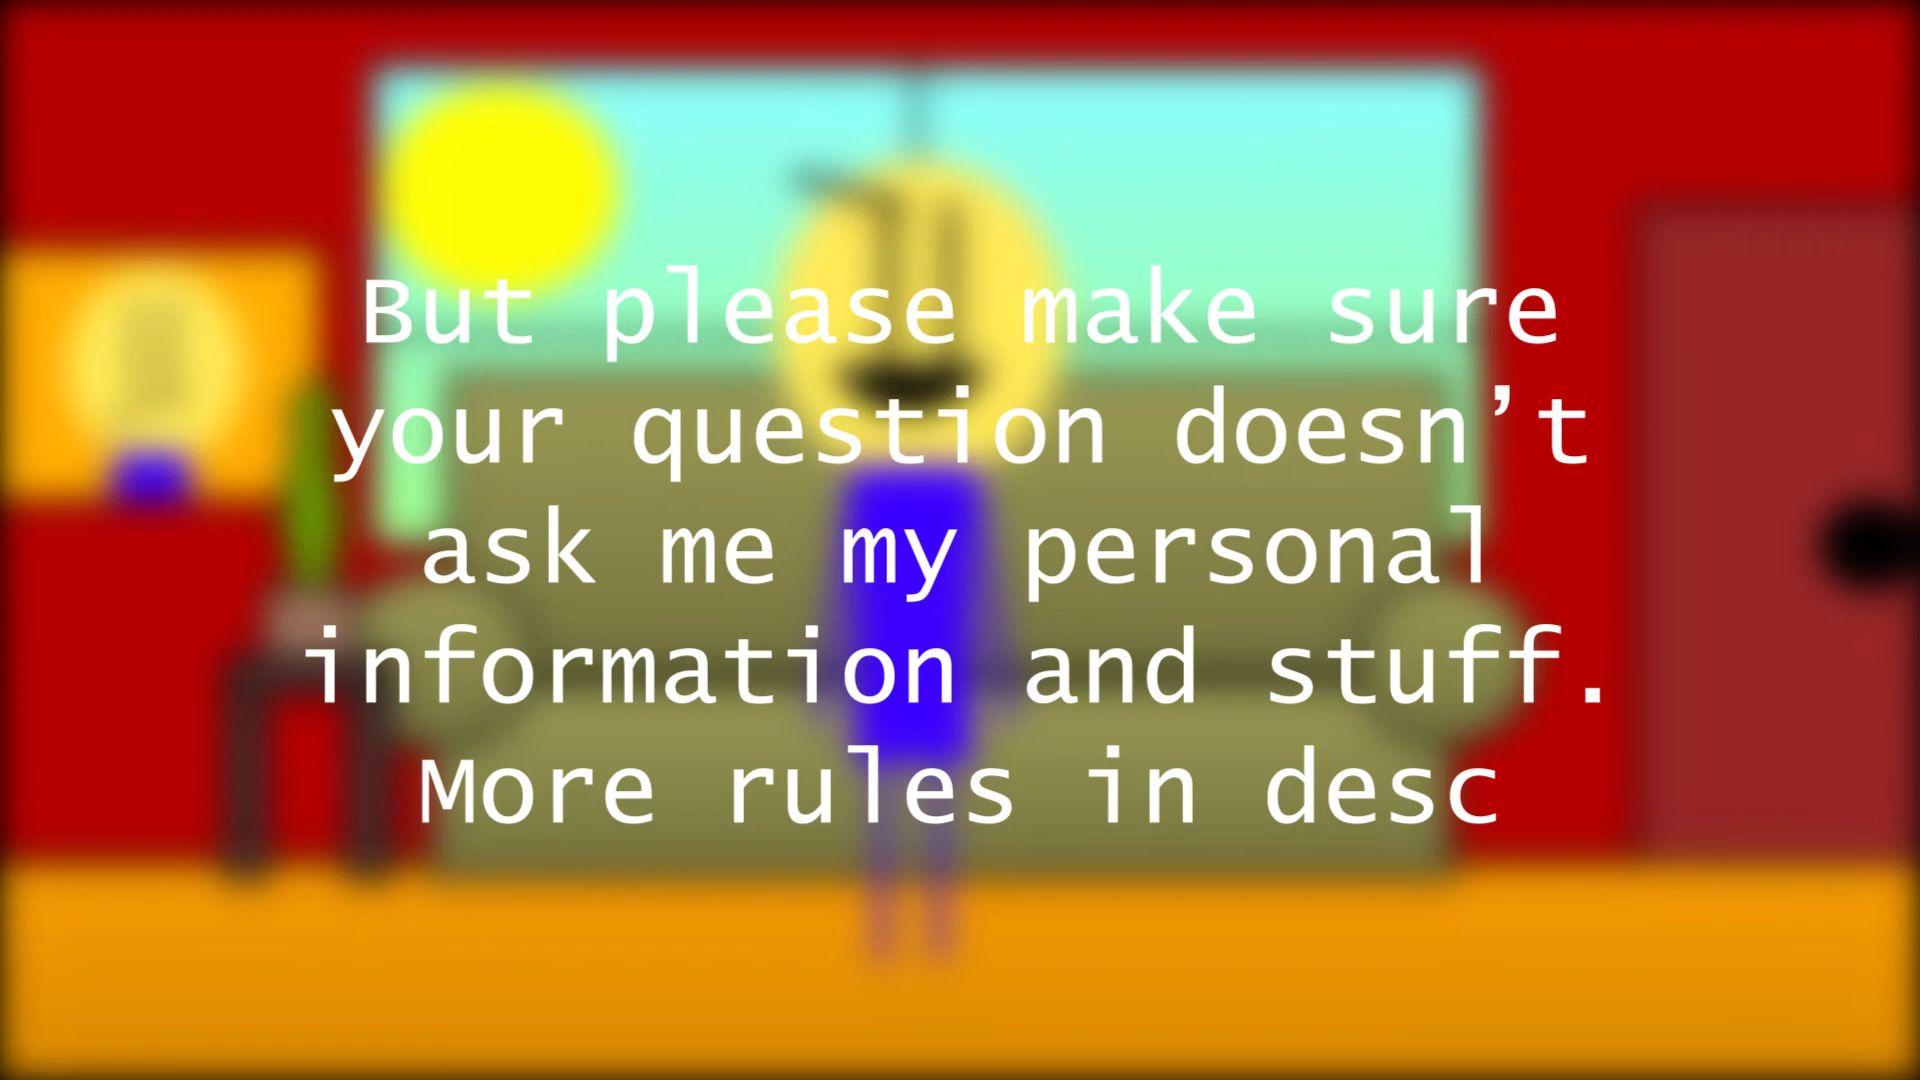 But please make sure
your question doesn’t
ask me my personal
information and stuff.
More rules in desc